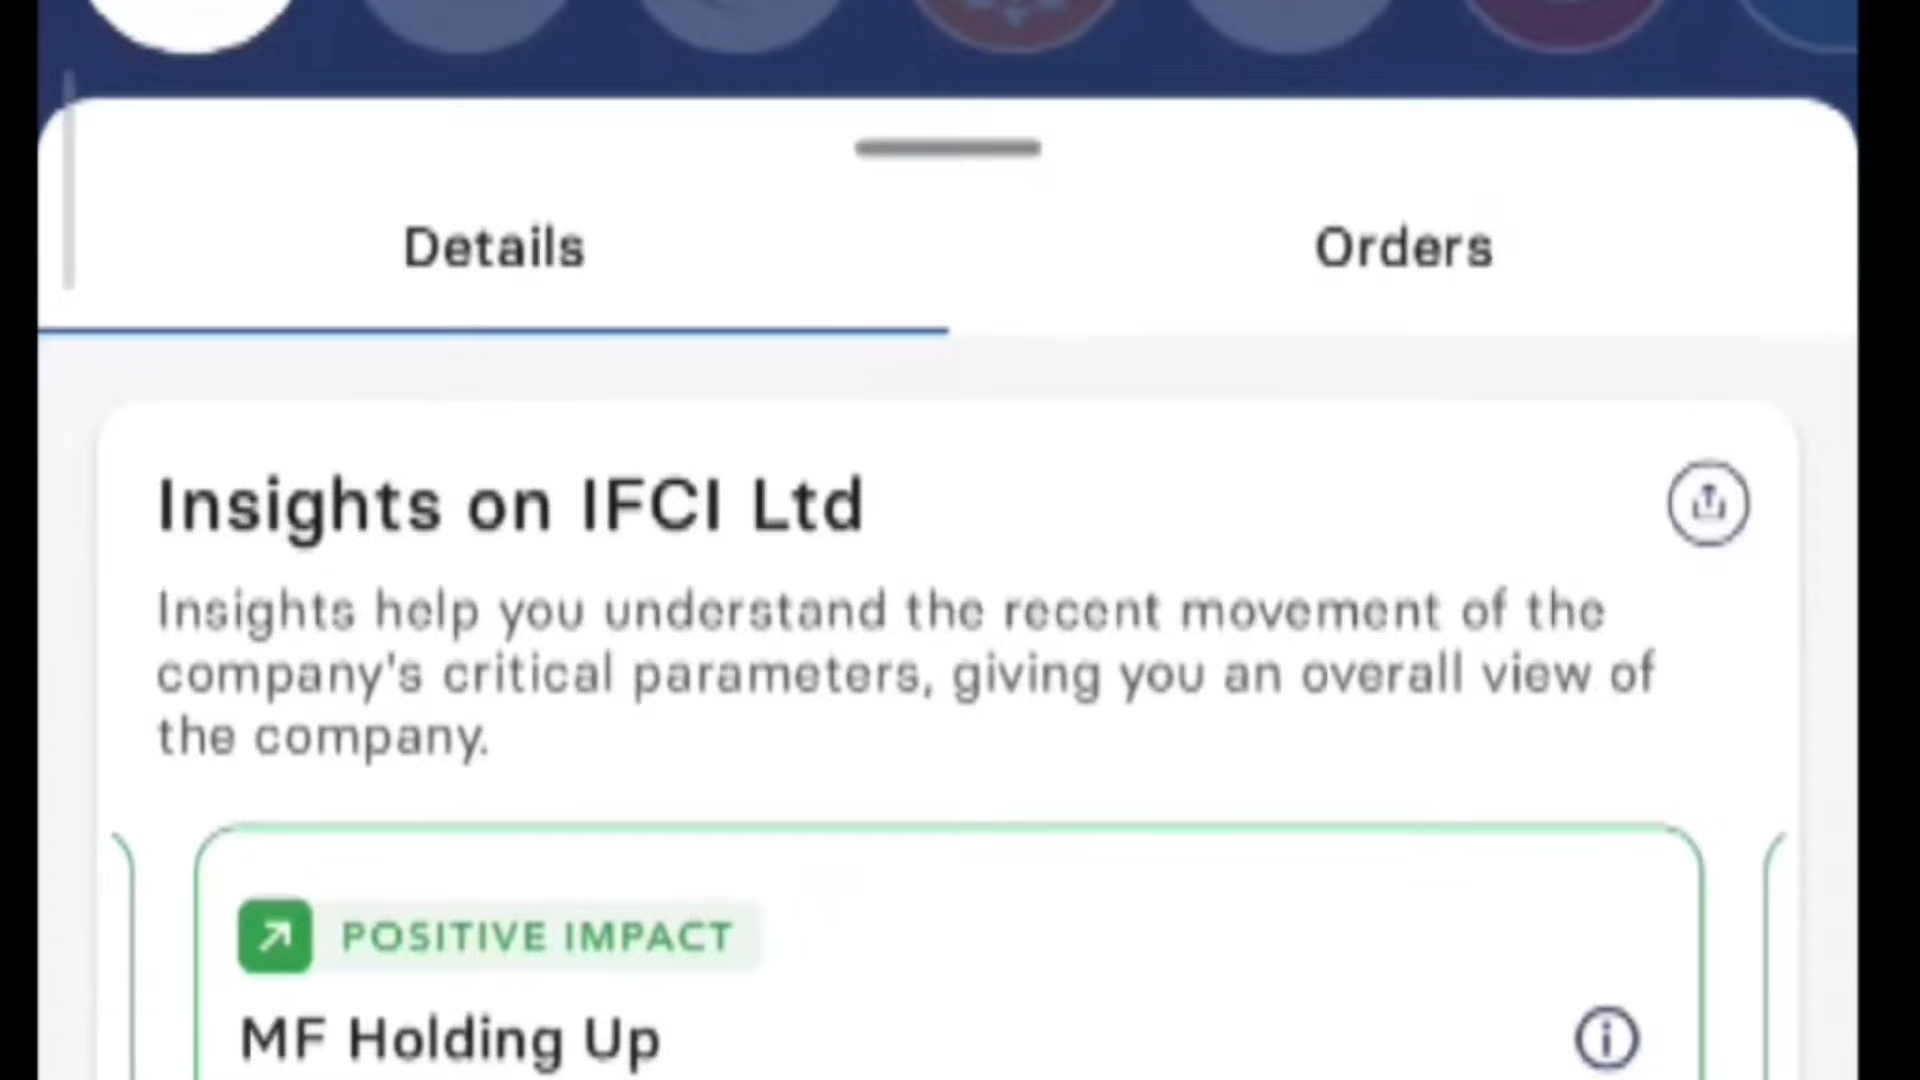 Details
Orders
Insights on IFCI Ltd
Insights help you understand the recent movement of the
company's critical parameters, giving you an overall view of
the company.
POSITIVE IMPACT
MF Holding Up